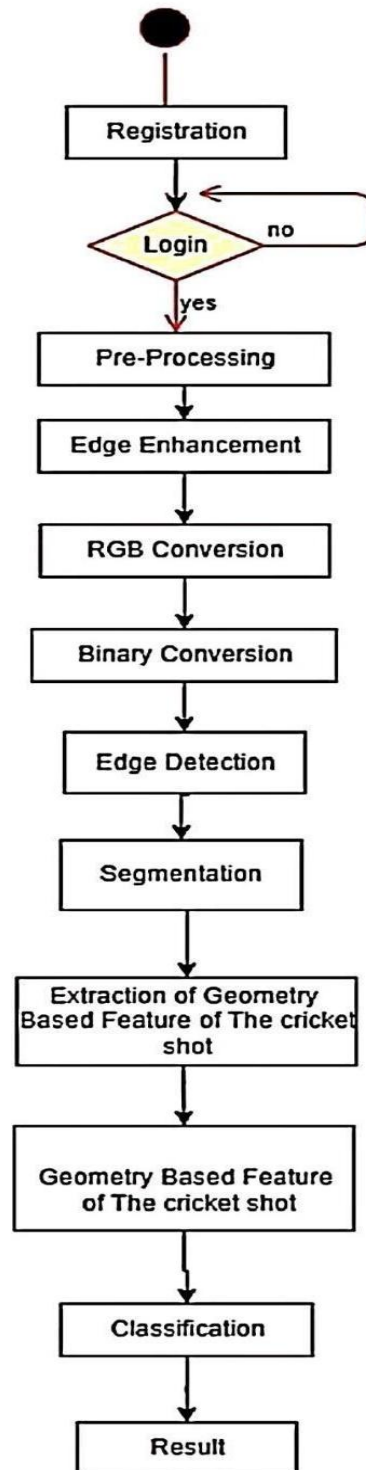 Registration
Login
no
yes
Pre-Processing
Edge Enhancement
RGB Conversion
Binary Conversion
Edge Detection
Segmentation
Extraction of Geometry
Based Feature of The cricket
shot
Geometry Based Feature
of The cricket shot
Classification
Result